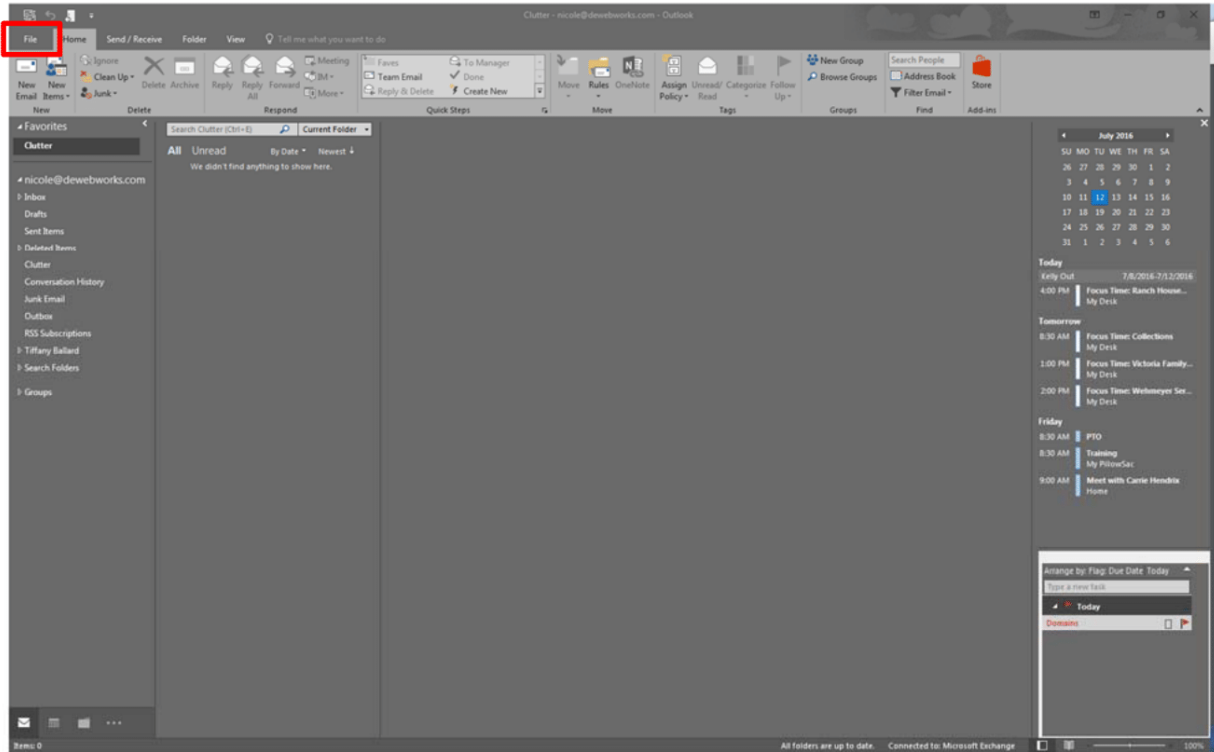 Clutter - nicole@dewebworks.com - Outlook
File Home Send / Receive Folder View Tell me what you want to do
New Email
New Items
Ignore
Clean Up
Junk
Delete
Archive
Reply
Reply All
Forward
Meeting
IM
More
Faves
Team Email
Reply & Delete
To Manager
Done
Create New
Move
Rules
OneNote
Assign Policy
Unread/ Read
Categorize
Follow Up
New Group
Browse Groups
Search People
Address Book
Filter Email
Store
New Delete Respond Quick Steps Move Tags Groups Find Add-ins
Favorites
Clutter
nicole@dewebworks.com
Inbox
Drafts
Sent Items
Deleted Items
Clutter
Conversation History
Junk Email
Outbox
RSS Subscriptions
Tiffany Ballard
Search Folders
Groups
Search Clutter (Ctrl+E) Current Folder
All Unread By Date Newest
We didn't find anything to show here.
July 2016
SU MO TU WE TH FR SA
26 27 28 29 30 1 2
3 4 5 6 7 8 9
10 11 12 13 14 15 16
17 18 19 20 21 22 23
24 25 26 27 28 29 30
31 1 2 3 4 5 6
Today
Kelly Out 7/8/2016-7/12/2016
4:00 PM Focus Time: Ranch House...
My Desk
Tomorrow
8:30 AM Focus Time: Collections
My Desk
1:00 PM Focus Time: Victoria Family...
My Desk
2:00 PM Focus Time: Webmeyer Ser...
My Desk
Friday
8:30 AM PTO
8:30 AM Training
My PillowSac
9:00 AM Meet with Carrie Hendrix
Home
Arrange by: Flag: Due Date Today
Type a new task
Today
Domains
Items: 0
All folders are up to date. Connected to: Microsoft Exchange
100%